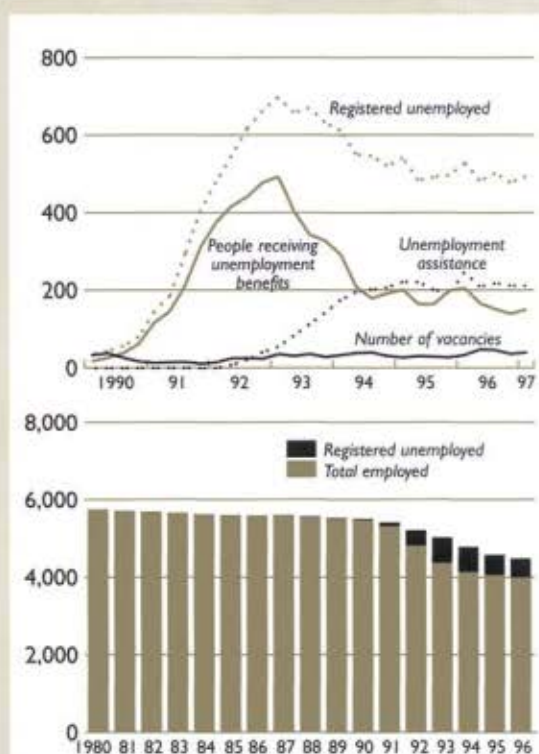 800
600
400
200
0
Registered unemployed
People receiving
unemployment
benefits
Unemployment
assistance
Number of vacancies
1990 91 92 93 94 95 96 97
8,000
6,000
4,000
2,000
0
Registered unemployed
Total employed
1980 81 82 83 84 85 86 87 88 89 90 91 92 93 94 95 96